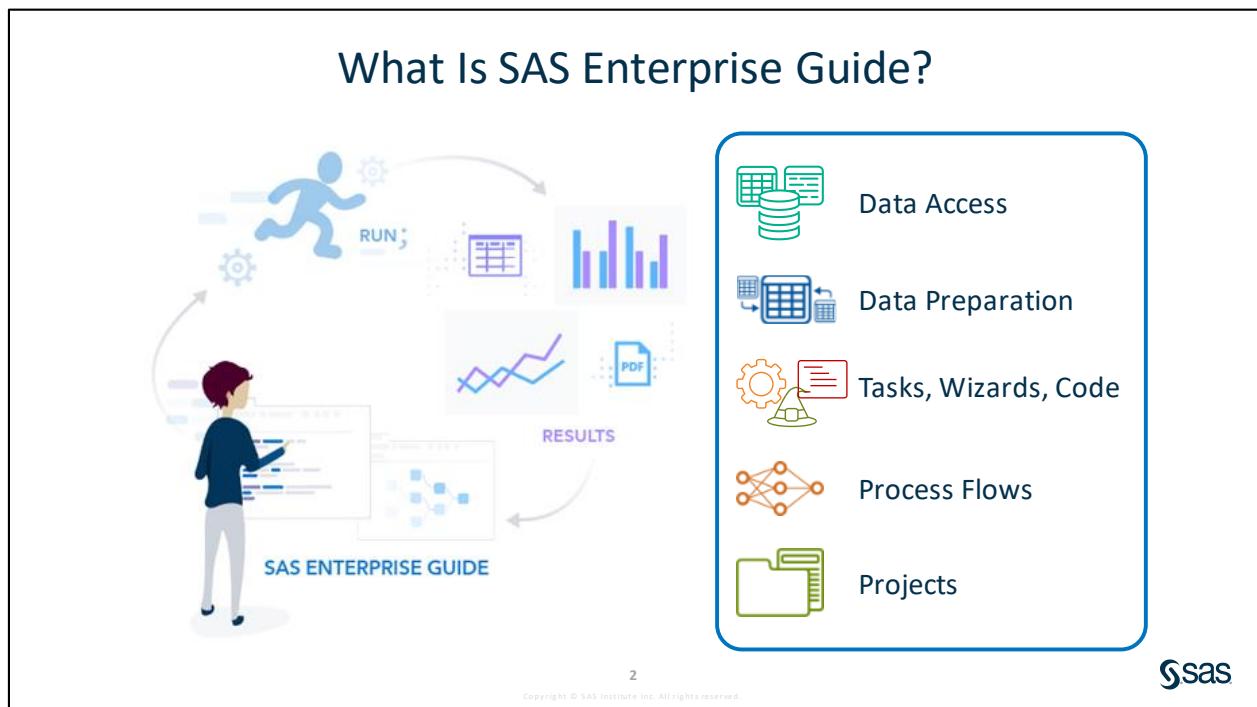 What Is SAS Enterprise Guide?
RUN;
PDF
RESULTS
SAS ENTERPRISE GUIDE
Data Access
Data Preparation
Tasks, Wizards, Code
Process Flows
Projects
2
Copyright © SAS Institute Inc. All rights reserved.
sas